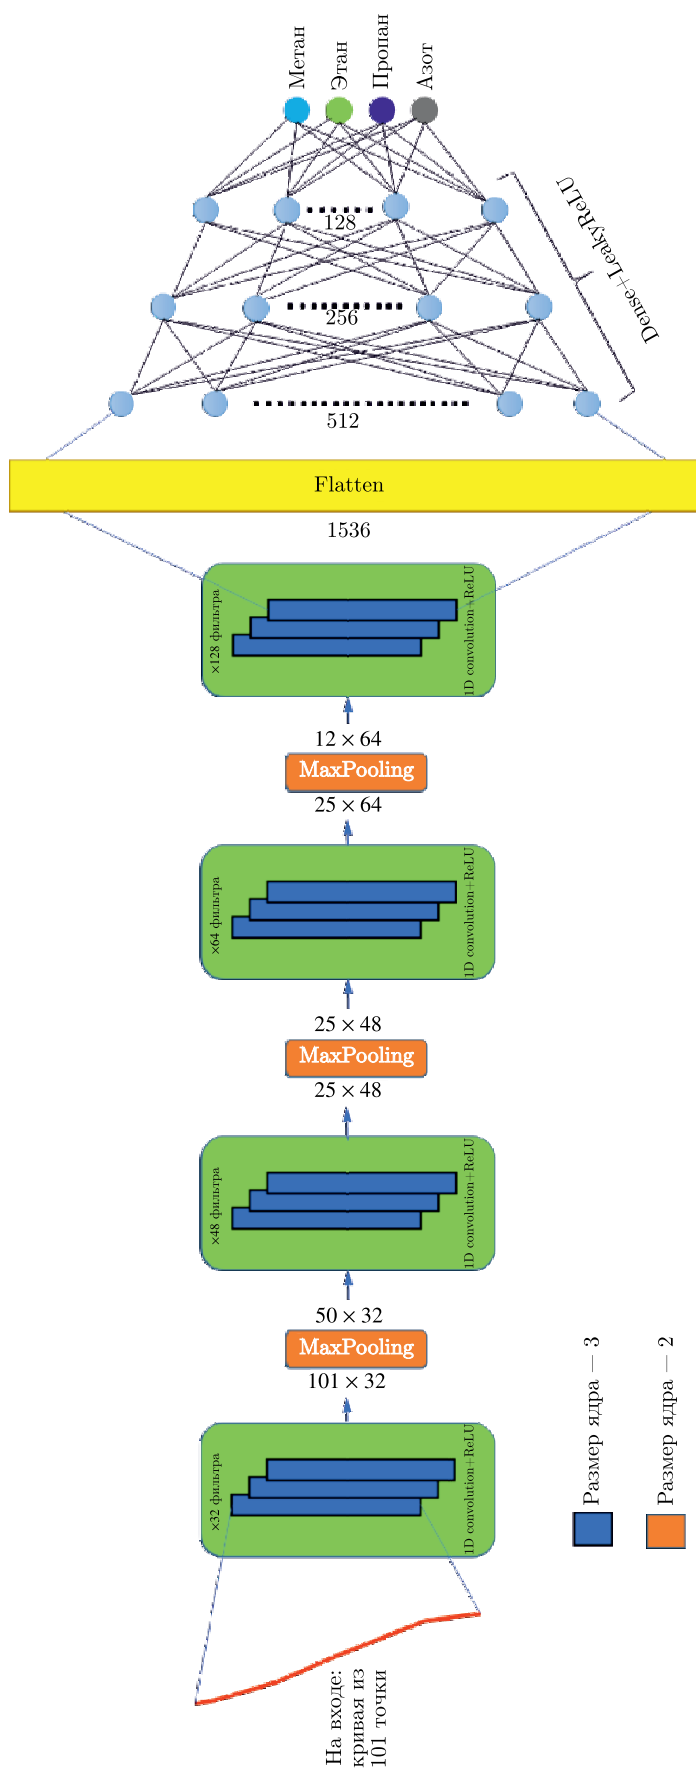 Метан
Этан
Пропан
Азот
128
256
Dense+LeakyReLU
512
Flatten
1536
×128 фильтра
1D convolution+ReLU
12 × 64
MaxPooling
25 × 64
×64 фильтра
1D convolution+ReLU
25 × 48
MaxPooling
25 × 48
×48 фильтра
1D convolution+ReLU
50 × 32
MaxPooling
101 × 32
×32 фильтра
1D convolution+ReLU
Размер ядра — 3
Размер ядра — 2
На входе:
кривая из
101 точки